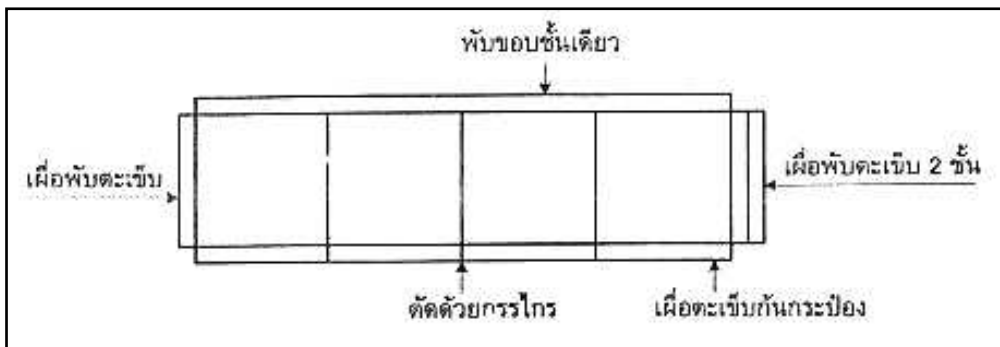 พับขอบชั้นเดียว
เผื่อพับตะเข็บ
เผื่อพับตะเข็บ 2 ชั้น
ตัดด้วยกรรไกร
เผื่อตะเข็บก้นกระป๋อง